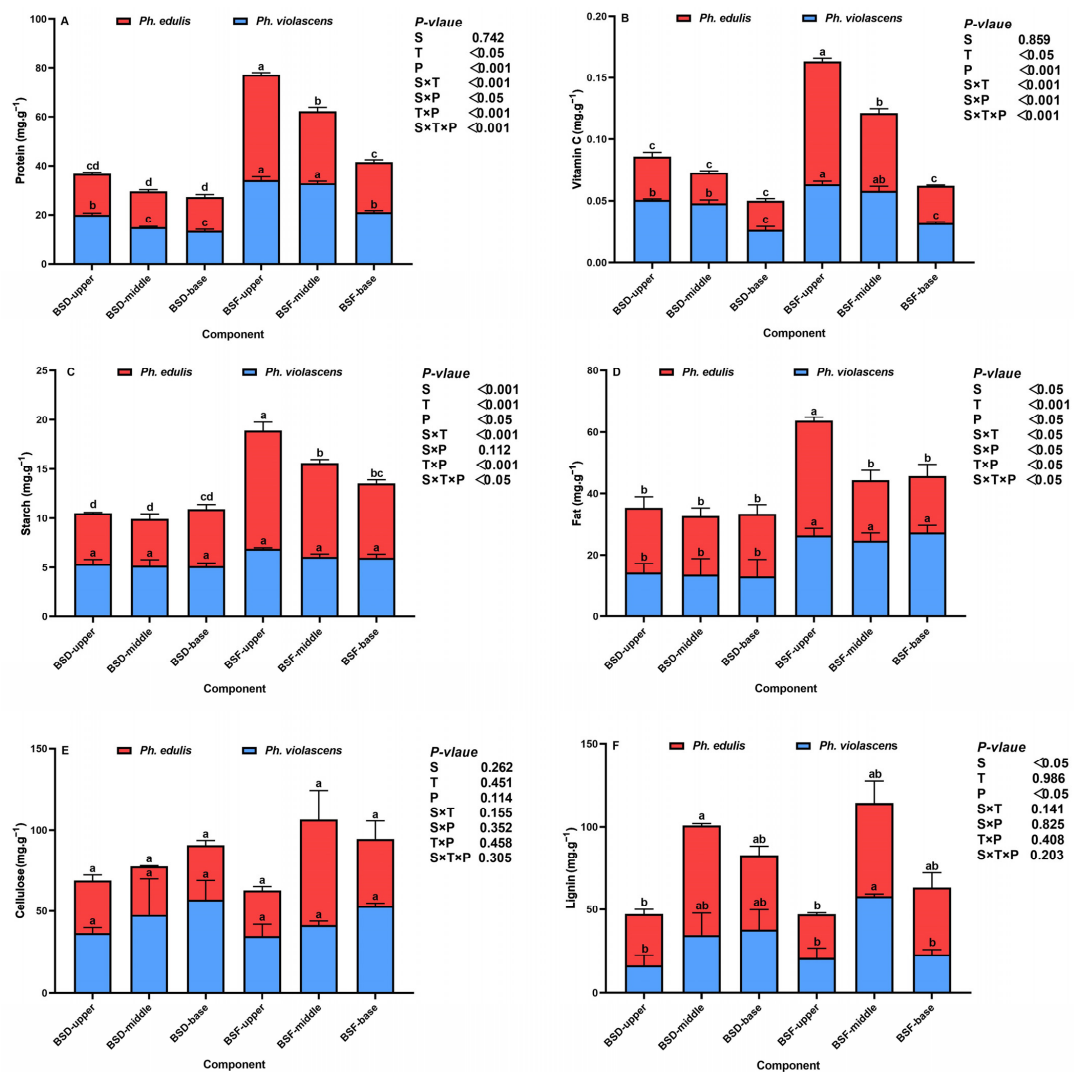 A Ph. edulis Ph. violascens
P-vlaue
S 0.742
T <0.05
P <0.001
S×T <0.001
S×P <0.05
T×P <0.001
S×T×P <0.001
Protein (mg.g⁻¹)
100
80
60
40
20
0
cd d d a b c
b c c a a c
BSD-upper BSD-middle BSD-base BSF-upper BSF-middle BSF-base
Component
B Ph. edulis Ph. violascens
P-vlaue
S 0.859
T <0.05
P <0.001
S×T <0.001
S×P <0.001
S×T×P <0.001
Vitamin C (mg.g⁻¹)
0.20
0.15
0.10
0.05
0.00
c c c a b c
b b c a ab c
BSD-upper BSD-middle BSD-base BSF-upper BSF-middle BSF-base
Component
C Ph. edulis Ph. violascens
P-vlaue
S <0.001
T <0.001
P <0.05
S×T <0.001
S×P 0.112
T×P <0.001
S×T×P <0.05
Starch (mg.g⁻¹)
25
20
15
10
5
0
d d cd a b bc
a a a a a a
BSD-upper BSD-middle BSD-base BSF-upper BSF-middle BSF-base
Component
D Ph. edulis Ph. violascens
P-vlaue
S <0.05
T <0.001
P <0.05
S×T <0.05
S×P <0.05
T×P <0.05
S×T×P <0.05
Fat (mg.g⁻¹)
80
60
40
20
0
b b b a b b
b b b a a a
BSD-upper BSD-middle BSD-base BSF-upper BSF-middle BSF-base
Component
E Ph. edulis Ph. violascens
P-vlaue
S 0.262
T 0.451
P 0.114
S×T 0.155
S×P 0.352
T×P 0.458
S×T×P 0.305
Cellulose (mg.g⁻¹)
150
100
50
0
a a a a a a
a a a a a a
BSD-upper BSD-middle BSD-base BSF-upper BSF-middle BSF-base
Component
F Ph. edulis Ph. violascens
P-vlaue
S <0.05
T 0.986
P <0.05
S×T 0.141
S×P 0.825
T×P 0.408
S×T×P 0.203
Lignin (mg.g⁻¹)
150
100
50
0
b a ab b ab ab
b ab ab b a b
BSD-upper BSD-middle BSD-base BSF-upper BSF-middle BSF-base
Component